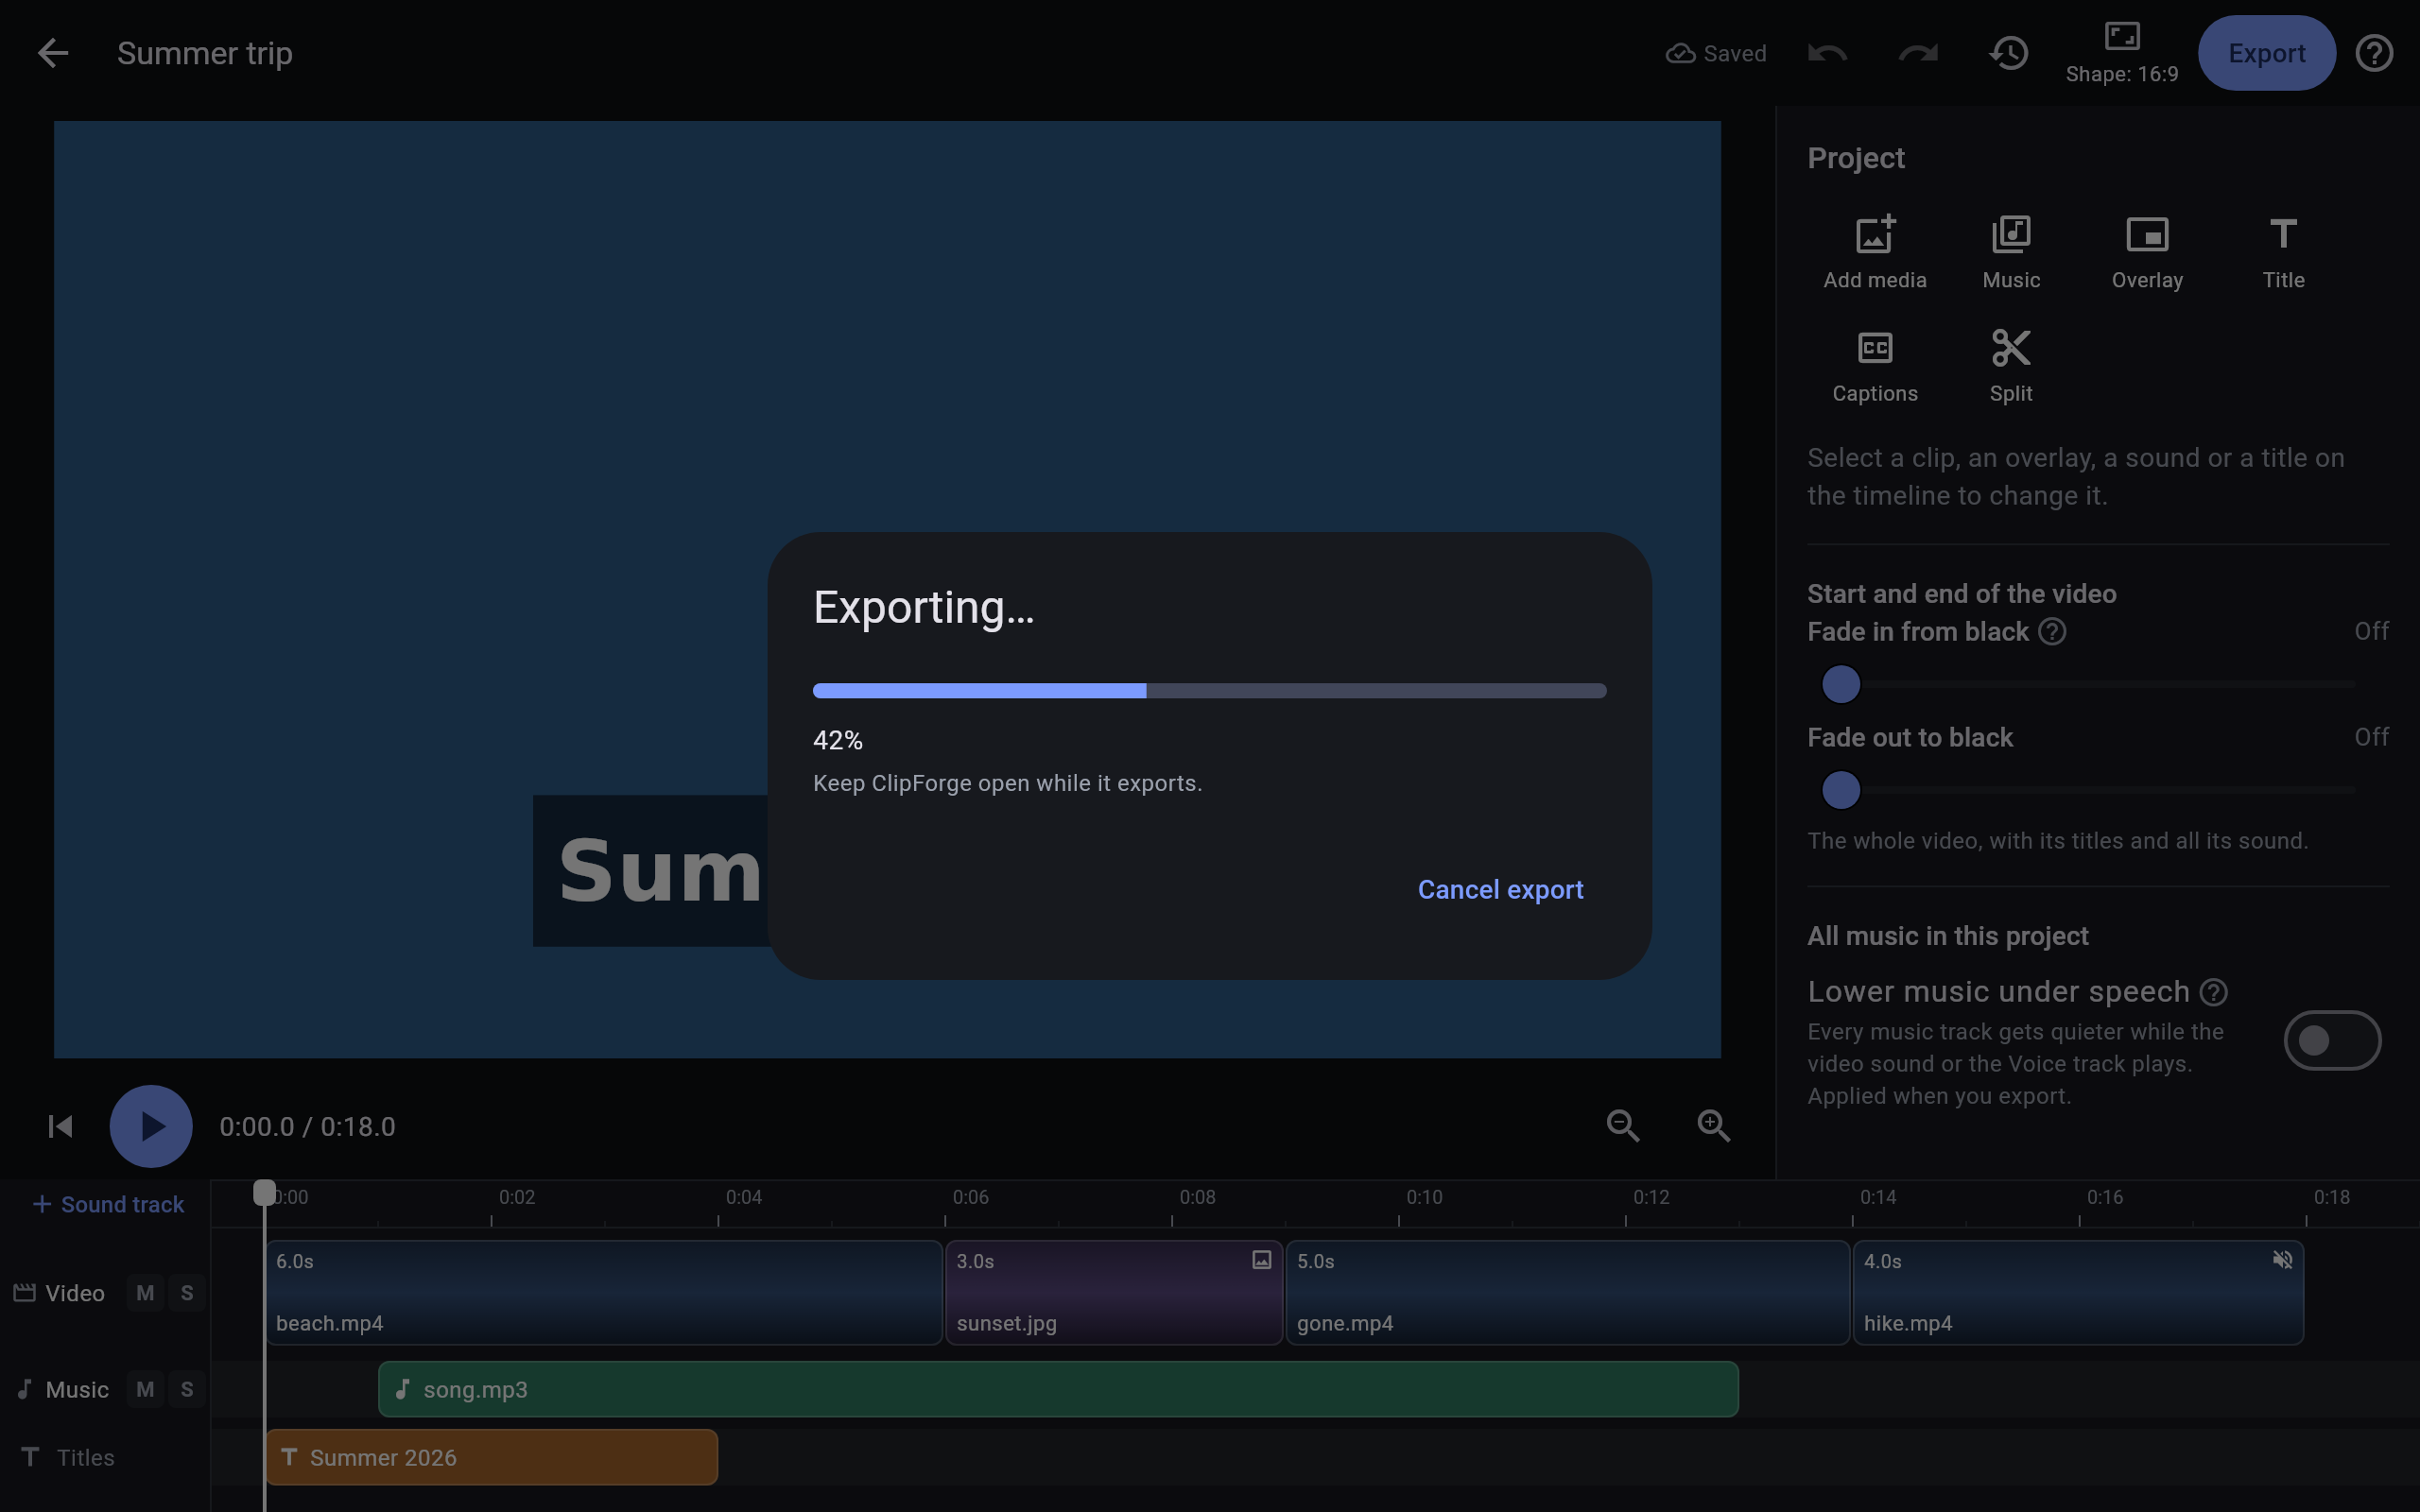 Summer trip
Saved
Shape: 16:9
Export
Project
Add media
Music
Overlay
Title
Captions
Split
Select a clip, an overlay, a sound or a title on
the timeline to change it.
Start and end of the video
Fade in from black
Off
Fade out to black
Off
The whole video, with its titles and all its sound.
All music in this project
Lower music under speech
Every music track gets quieter while the
video sound or the Voice track plays.
Applied when you export.
Sum
Exporting...
42%
Keep ClipForge open while it exports.
Cancel export
0:00.0 / 0:18.0
+ Sound track
0:00 0:02 0:04 0:06 0:08 0:10 0:12 0:14 0:16 0:18
Video M S
6.0s
beach.mp4
3.0s
sunset.jpg
5.0s
gone.mp4
4.0s
hike.mp4
Music M S
song.mp3
Titles
Summer 2026